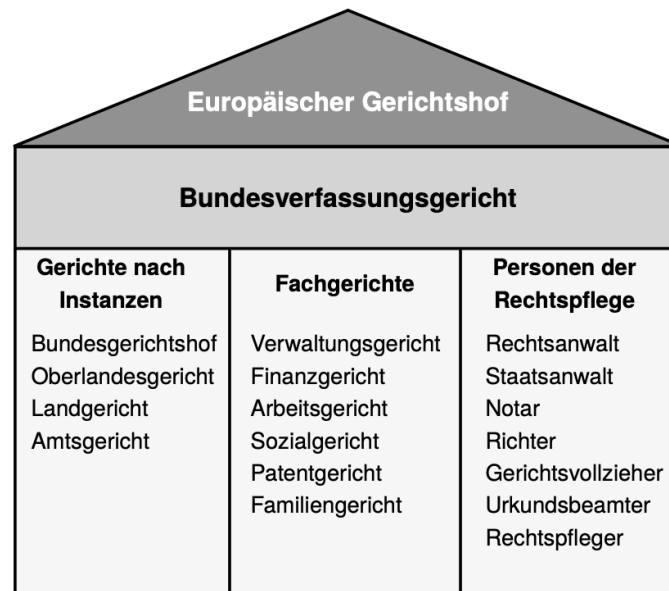 Europäischer Gerichtshof
Bundesverfassungsgericht
Gerichte nach
Instanzen
Bundesgerichtshof
Oberlandesgericht
Landgericht
Amtsgericht
Fachgerichte
Verwaltungsgericht
Finanzgericht
Arbeitsgericht
Sozialgericht
Patentgericht
Familiengericht
Personen der
Rechtspflege
Rechtsanwalt
Staatsanwalt
Notar
Richter
Gerichtsvollzieher
Urkundsbeamter
Rechtspfleger